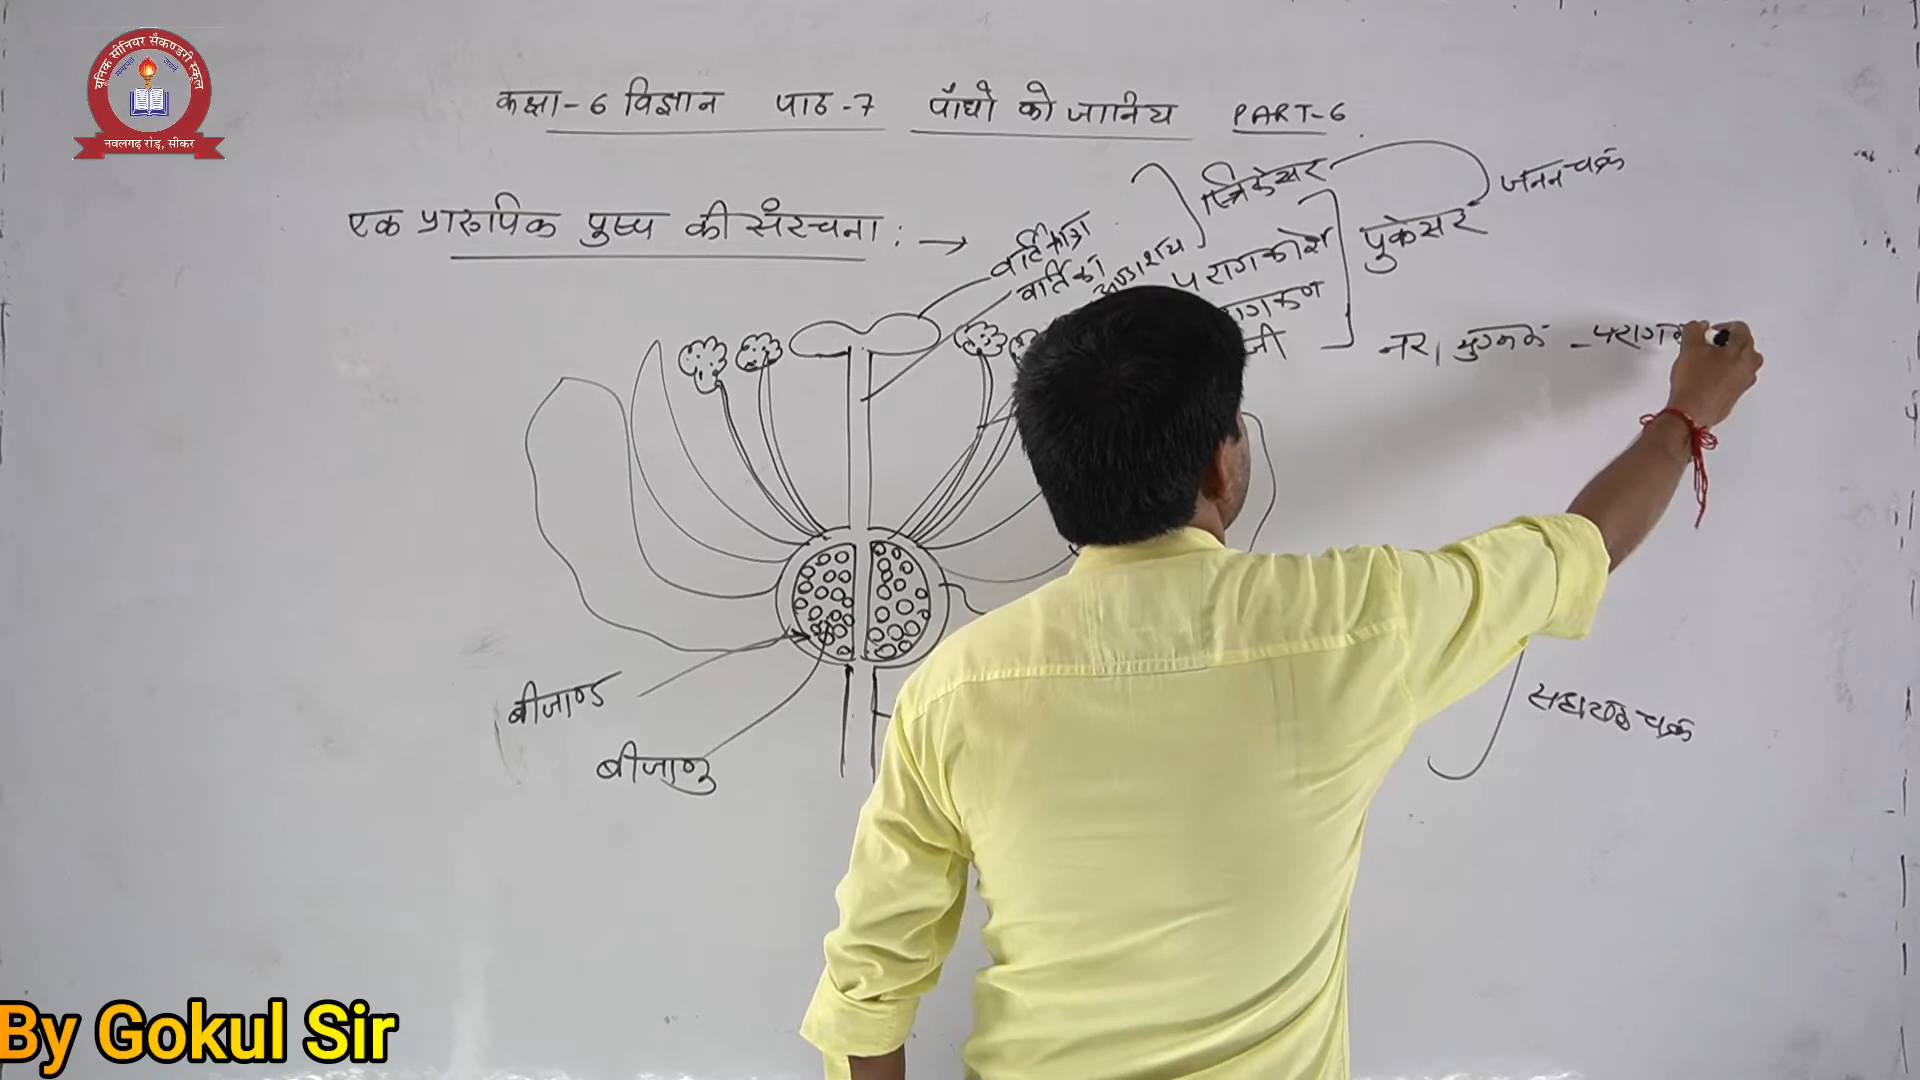 यूनिक सीनियर सैकण्डरी स्कूल
नवलगढ़ रोड़, सीकर
कक्षा-6 विज्ञान पाठ-7 पौधो को जानिय PART-6
एक प्रारूपिक पुष्प की संरचना :→
वर्तिकाग्र
वर्तिका
अण्डाशय
स्त्रिकेसर
जननचक्र
परागकोश
पुकेसर
रागकण
जी
नर युग्मक - पराग
बीजाण्ड
बीजाणु
सहायक चक्र
By Gokul Sir